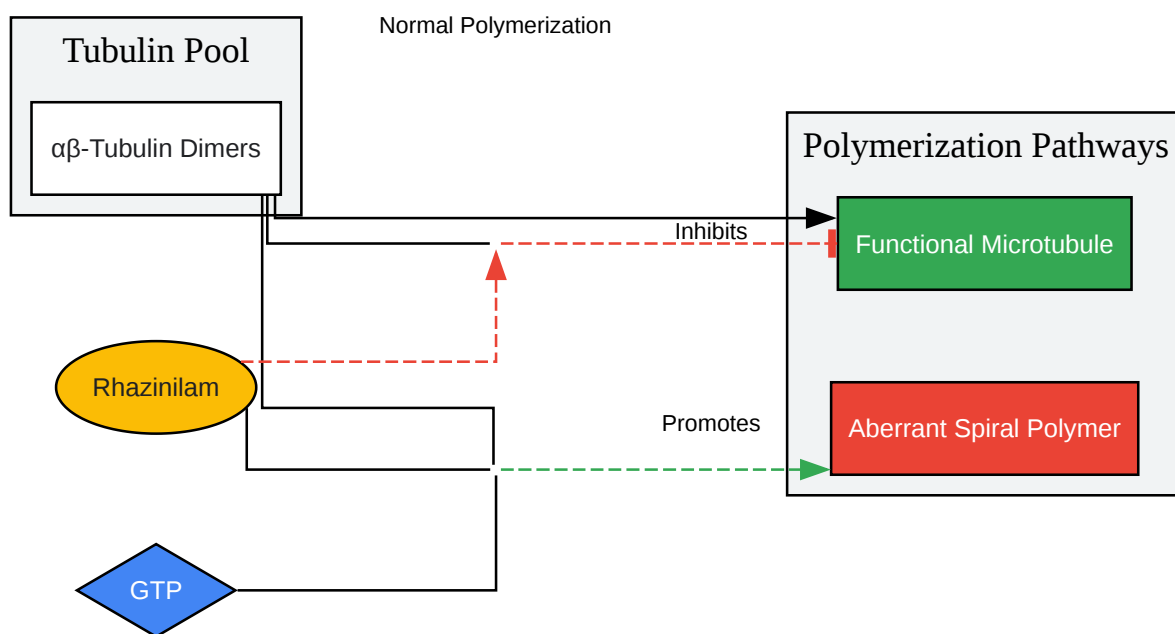 Normal Polymerization
Tubulin Pool
αβ-Tubulin Dimers
Polymerization Pathways
Inhibits
Functional Microtubule
Rhazinilam
Promotes
Aberrant Spiral Polymer
GTP